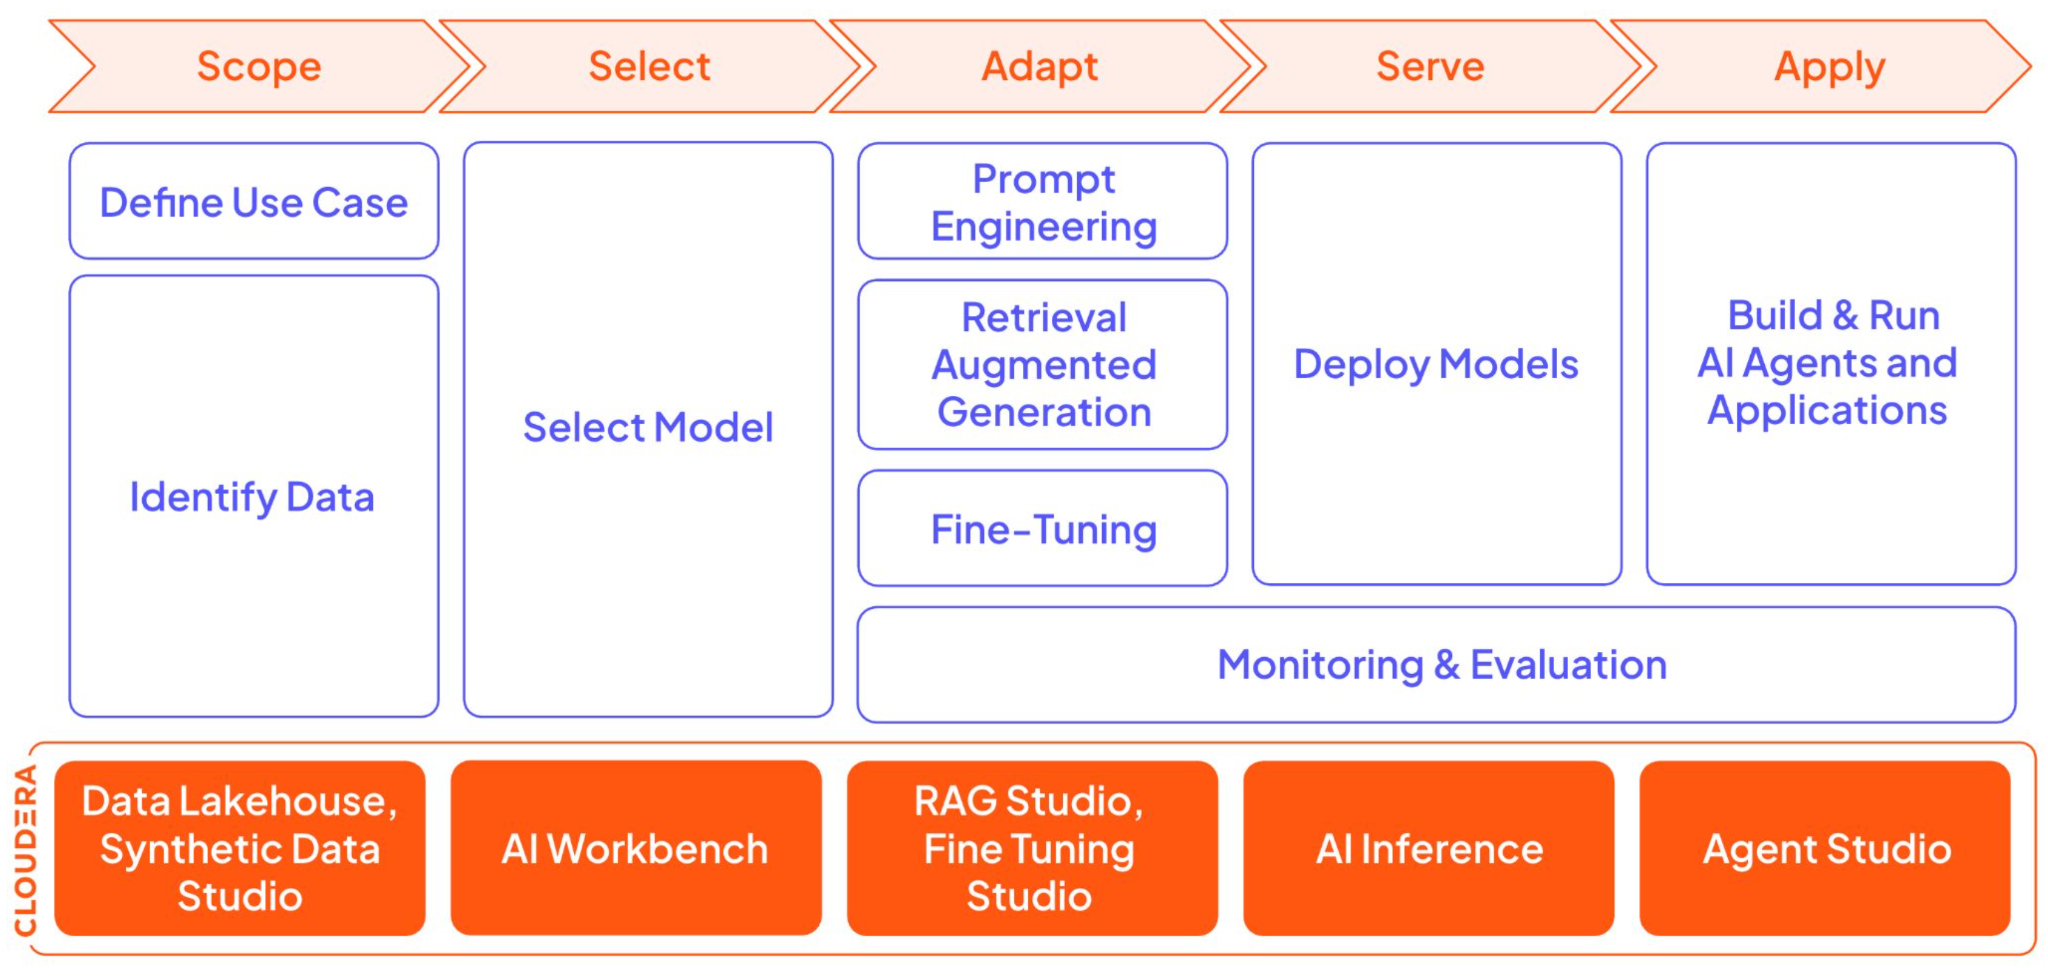 Scope
Select
Adapt
Serve
Apply
Define Use Case
Identify Data
Select Model
Prompt
Engineering
Retrieval
Augmented
Generation
Fine-Tuning
Deploy Models
Build & Run
AI Agents and
Applications
Monitoring & Evaluation
CLOUDERA
Data Lakehouse,
Synthetic Data
Studio
AI Workbench
RAG Studio,
Fine Tuning
Studio
AI Inference
Agent Studio